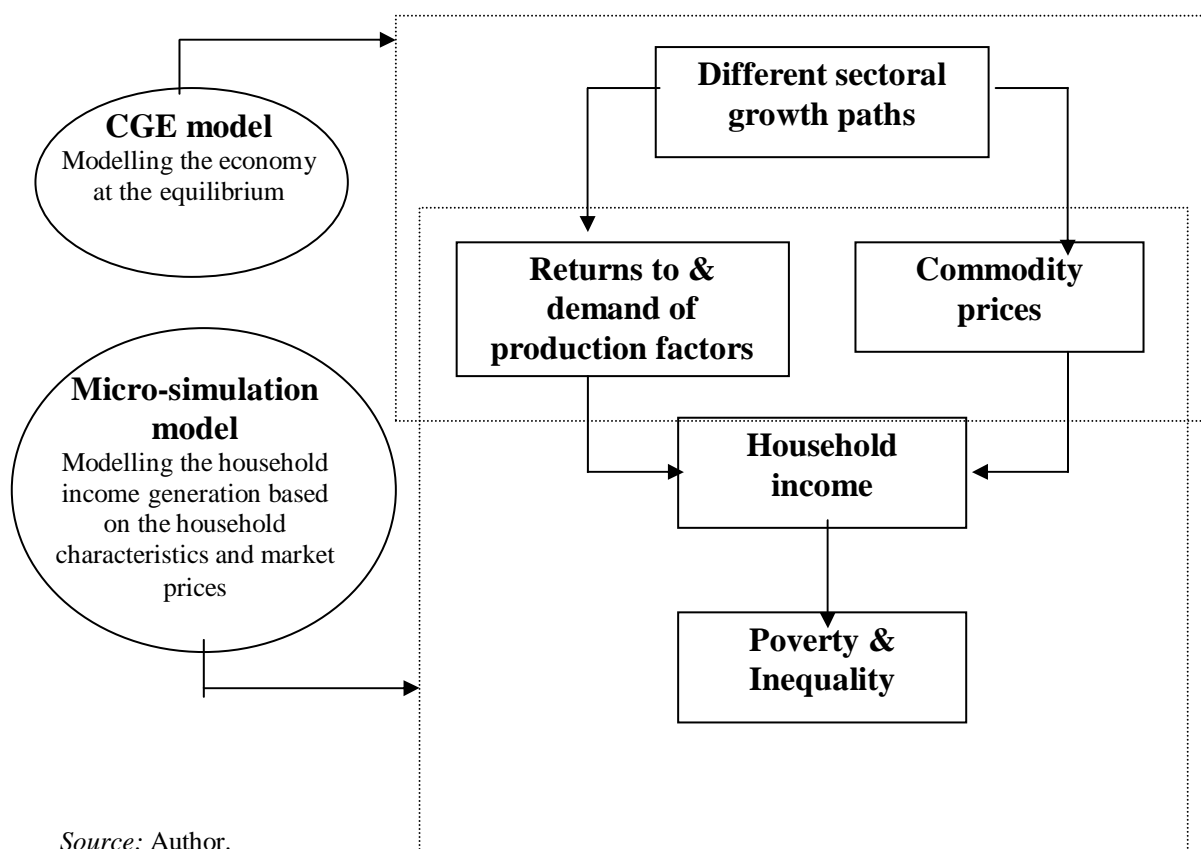 CGE model
Modelling the economy
at the equilibrium
Different sectoral
growth paths
Returns to &
demand of
production factors
Commodity
prices
Micro-simulation
model
Modelling the household
income generation based
on the household
characteristics and market
prices
Household
income
Poverty &
Inequality
Source: Author.